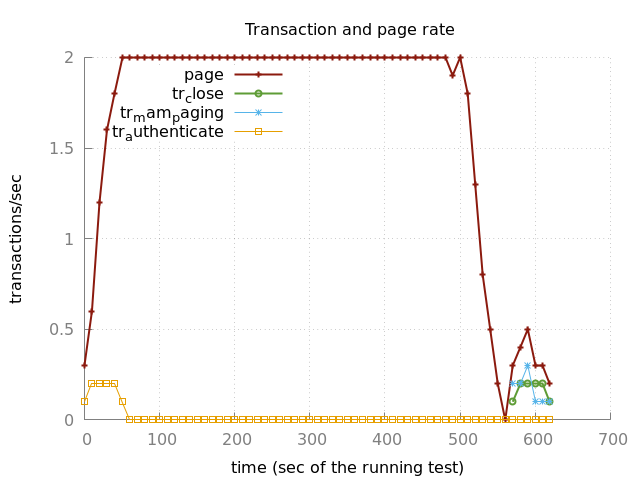 Transaction and page rate
2
1.5
1
0.5
0
transactions/sec
page
tr_close
tr_mam_paging
tr_authenticate
0 100 200 300 400 500 600 700
time (sec of the running test)